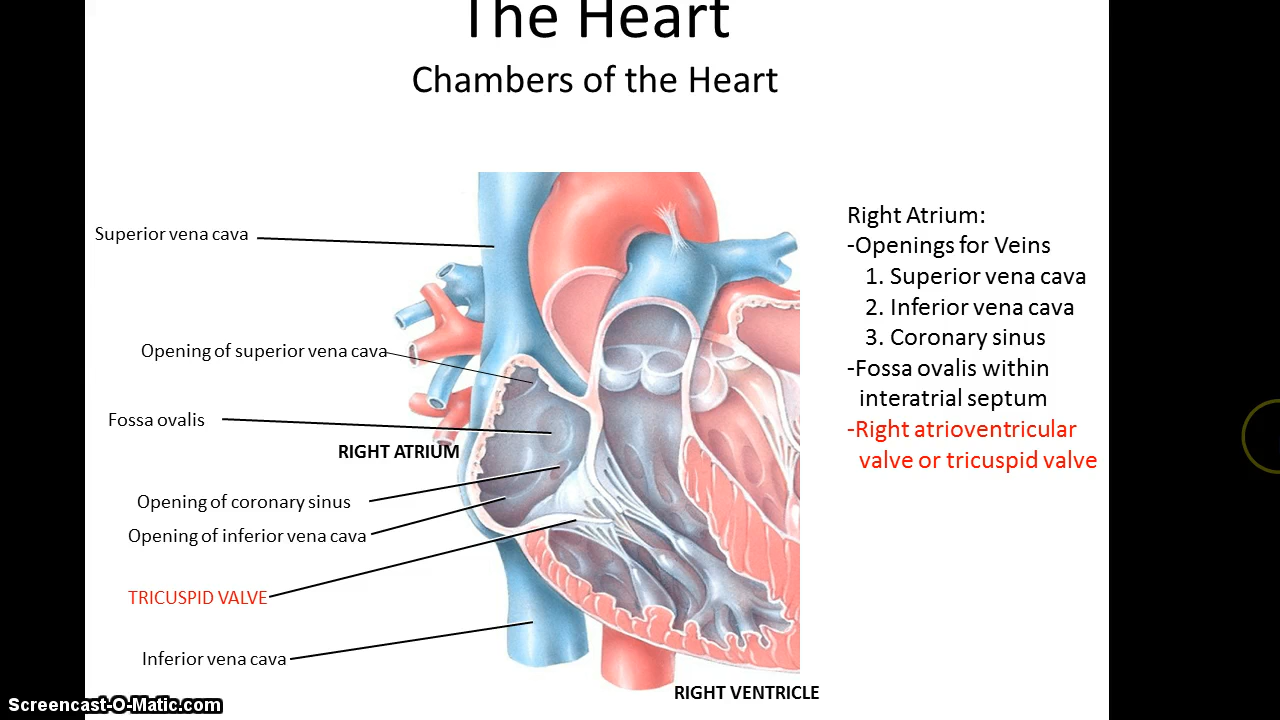 The Heart
Chambers of the Heart
Superior vena cava
Opening of superior vena cava
Fossa ovalis
RIGHT ATRIUM
Opening of coronary sinus
Opening of inferior vena cava
TRICUSPID VALVE
Inferior vena cava
RIGHT VENTRICLE
Right Atrium:
-Openings for Veins
1. Superior vena cava
2. Inferior vena cava
3. Coronary sinus
-Fossa ovalis within
interatrial septum
-Right atrioventricular
valve or tricuspid valve
Screencast-O-Matic.com